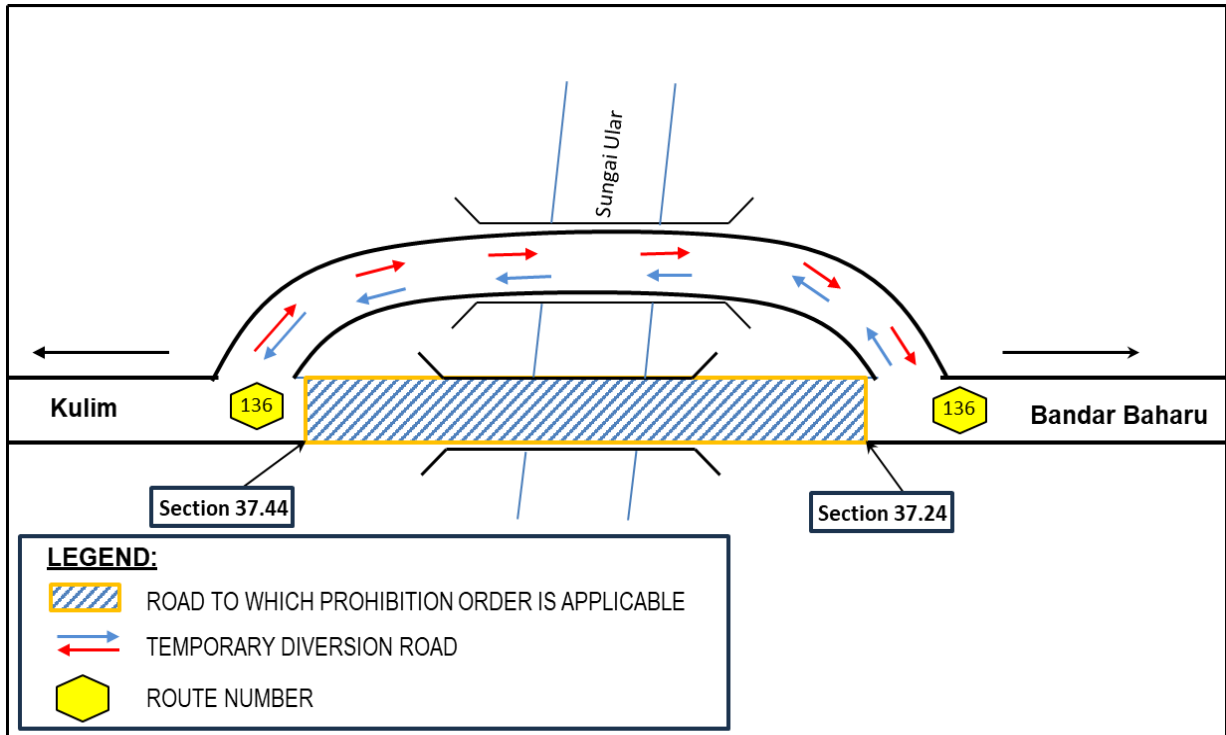 Sungai Ular
Kulim
136
136
Bandar Baharu
Section 37.44
Section 37.24
LEGEND:
ROAD TO WHICH PROHIBITION ORDER IS APPLICABLE
TEMPORARY DIVERSION ROAD
ROUTE NUMBER